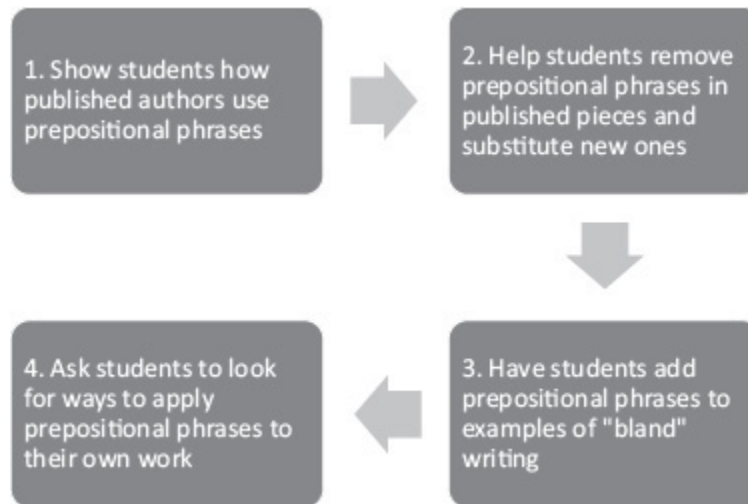 1. Show students how
published authors use
prepositional phrases
2. Help students remove
prepositional phrases in
published pieces and
substitute new ones
3. Have students add
prepositional phrases to
examples of "bland"
writing
4. Ask students to look
for ways to apply
prepositional phrases to
their own work